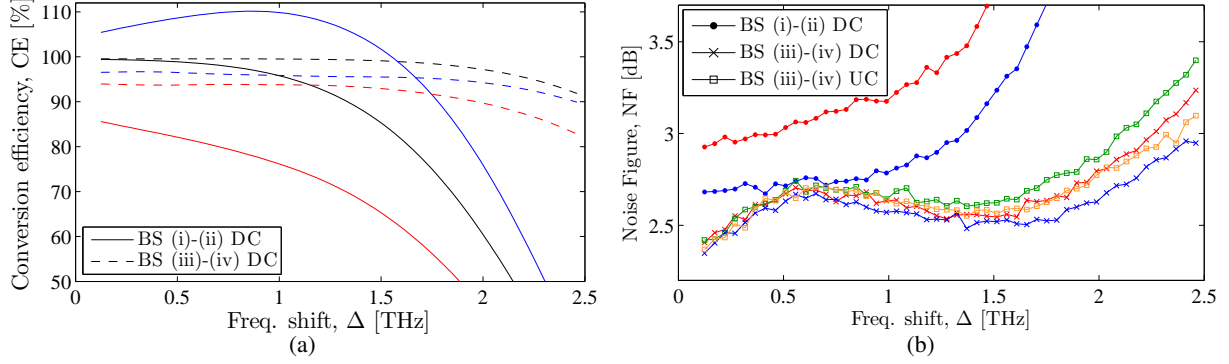 Conversion efficiency, CE [%]
110
100
90
80
70
60
50
BS (i)-(ii) DC
BS (iii)-(iv) DC
0
0.5
1
1.5
2
2.5
Freq. shift, Δ [THz]
(a)
Noise Figure, NF [dB]
3.5
3
2.5
BS (i)-(ii) DC
BS (iii)-(iv) DC
BS (iii)-(iv) UC
0
0.5
1
1.5
2
2.5
Freq. shift, Δ [THz]
(b)